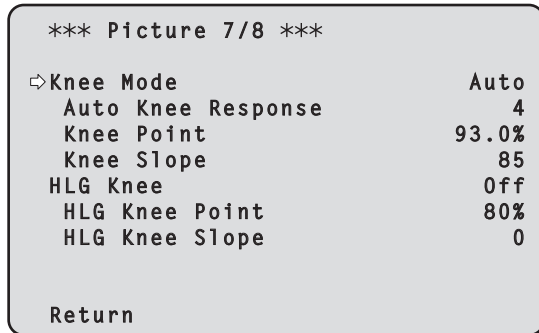 *** Picture 7/8 ***
⇨Knee Mode Auto
Auto Knee Response 4
Knee Point 93.0%
Knee Slope 85
HLG Knee Off
HLG Knee Point 80%
HLG Knee Slope 0
Return